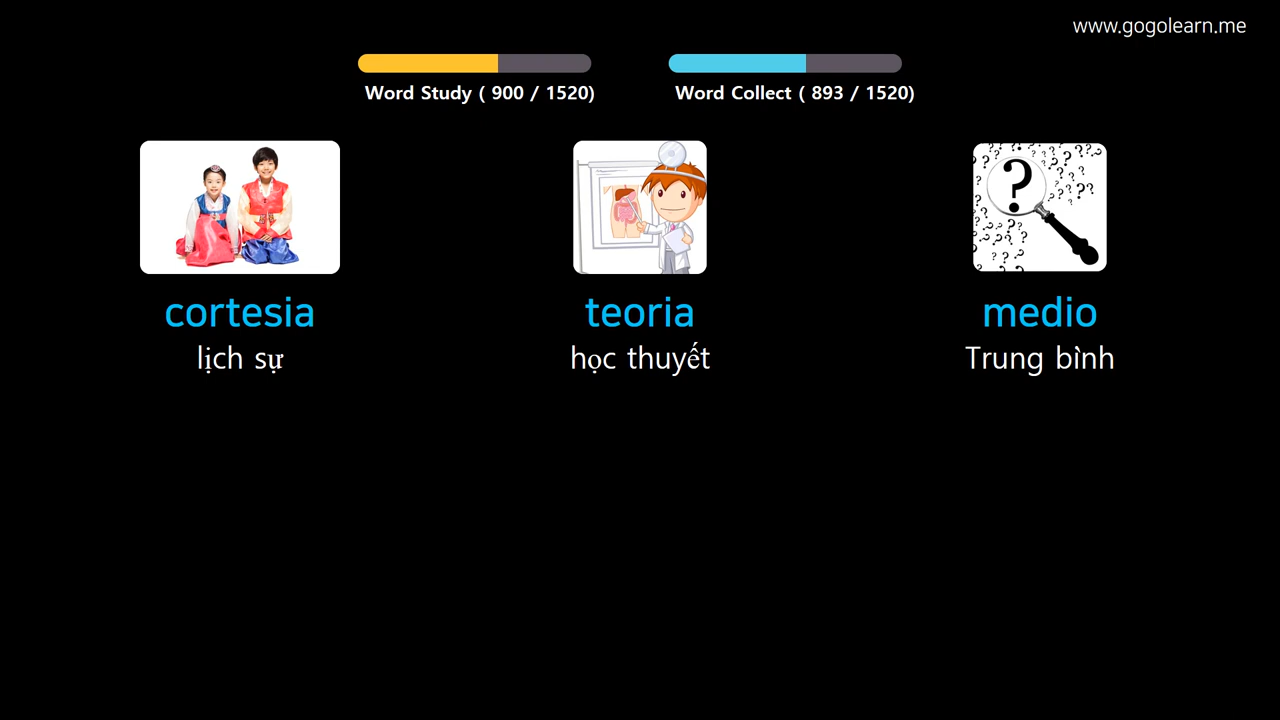 www.gogolearn.me
Word Study ( 900 / 1520)
Word Collect ( 893 / 1520)
cortesia
teoria
medio
lịch sự
học thuyết
Trung bình